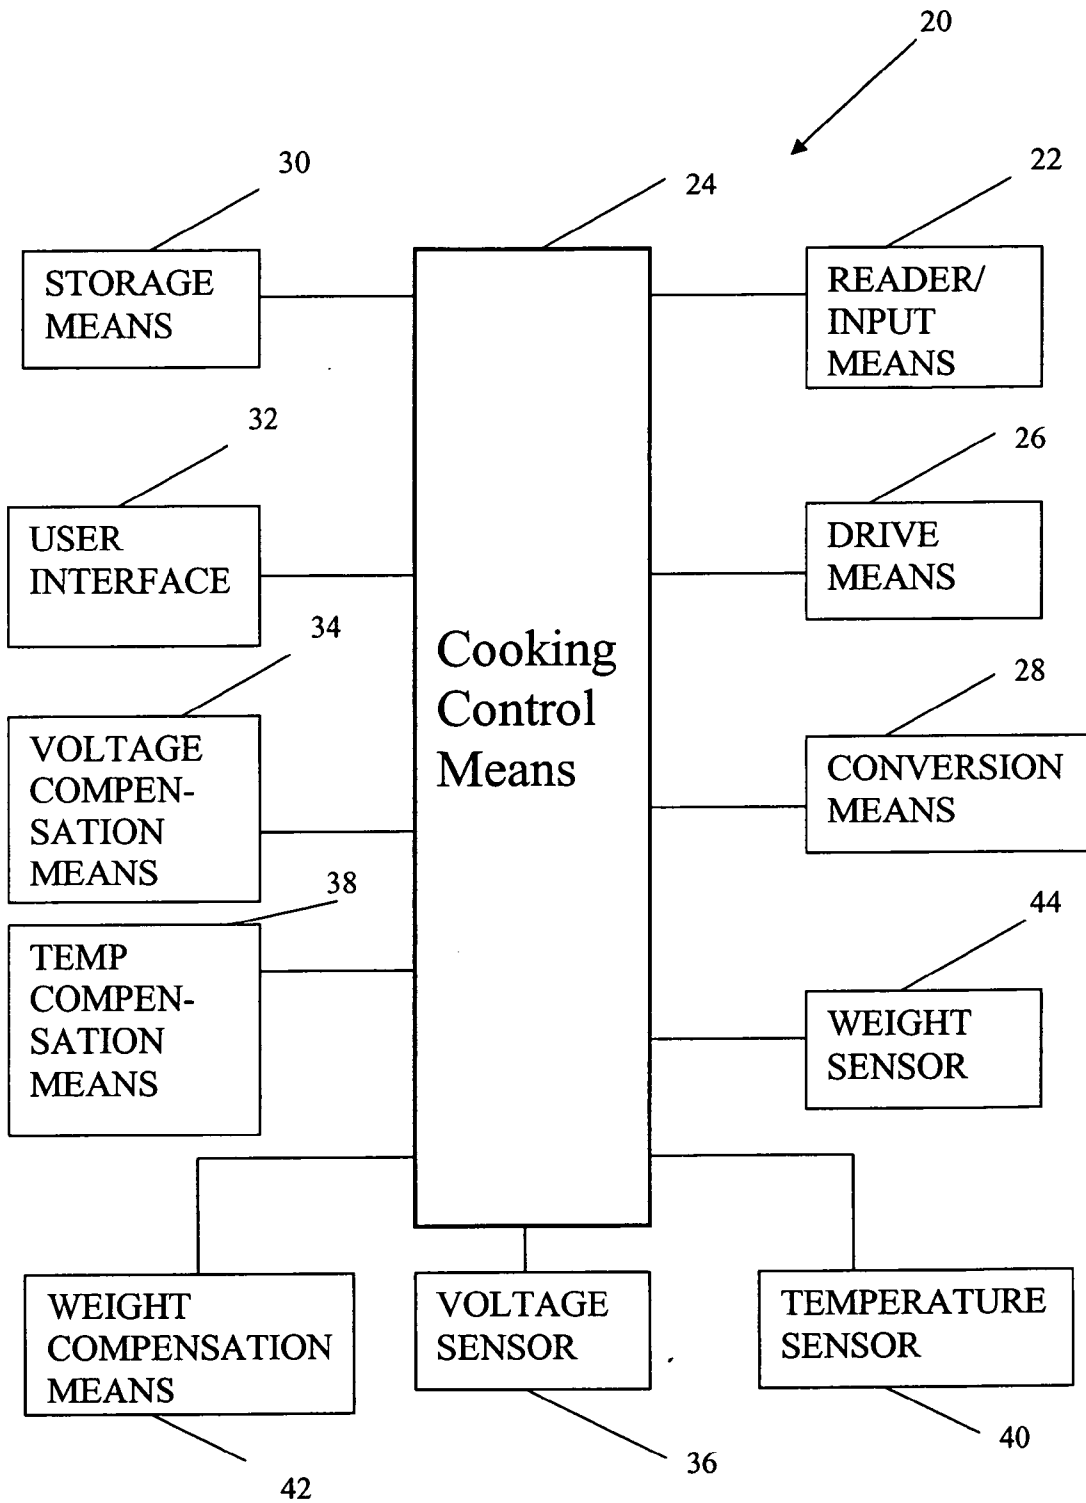 20
30
24
22
STORAGE
MEANS
READER/
INPUT
MEANS
32
26
USER
INTERFACE
DRIVE
MEANS
34
Cooking
Control
Means
28
VOLTAGE
COMPEN-
SATION
MEANS
CONVERSION
MEANS
38
44
TEMP
COMPEN-
SATION
MEANS
WEIGHT
SENSOR
WEIGHT
COMPENSATION
MEANS
VOLTAGE
SENSOR
TEMPERATURE
SENSOR
42
36
40